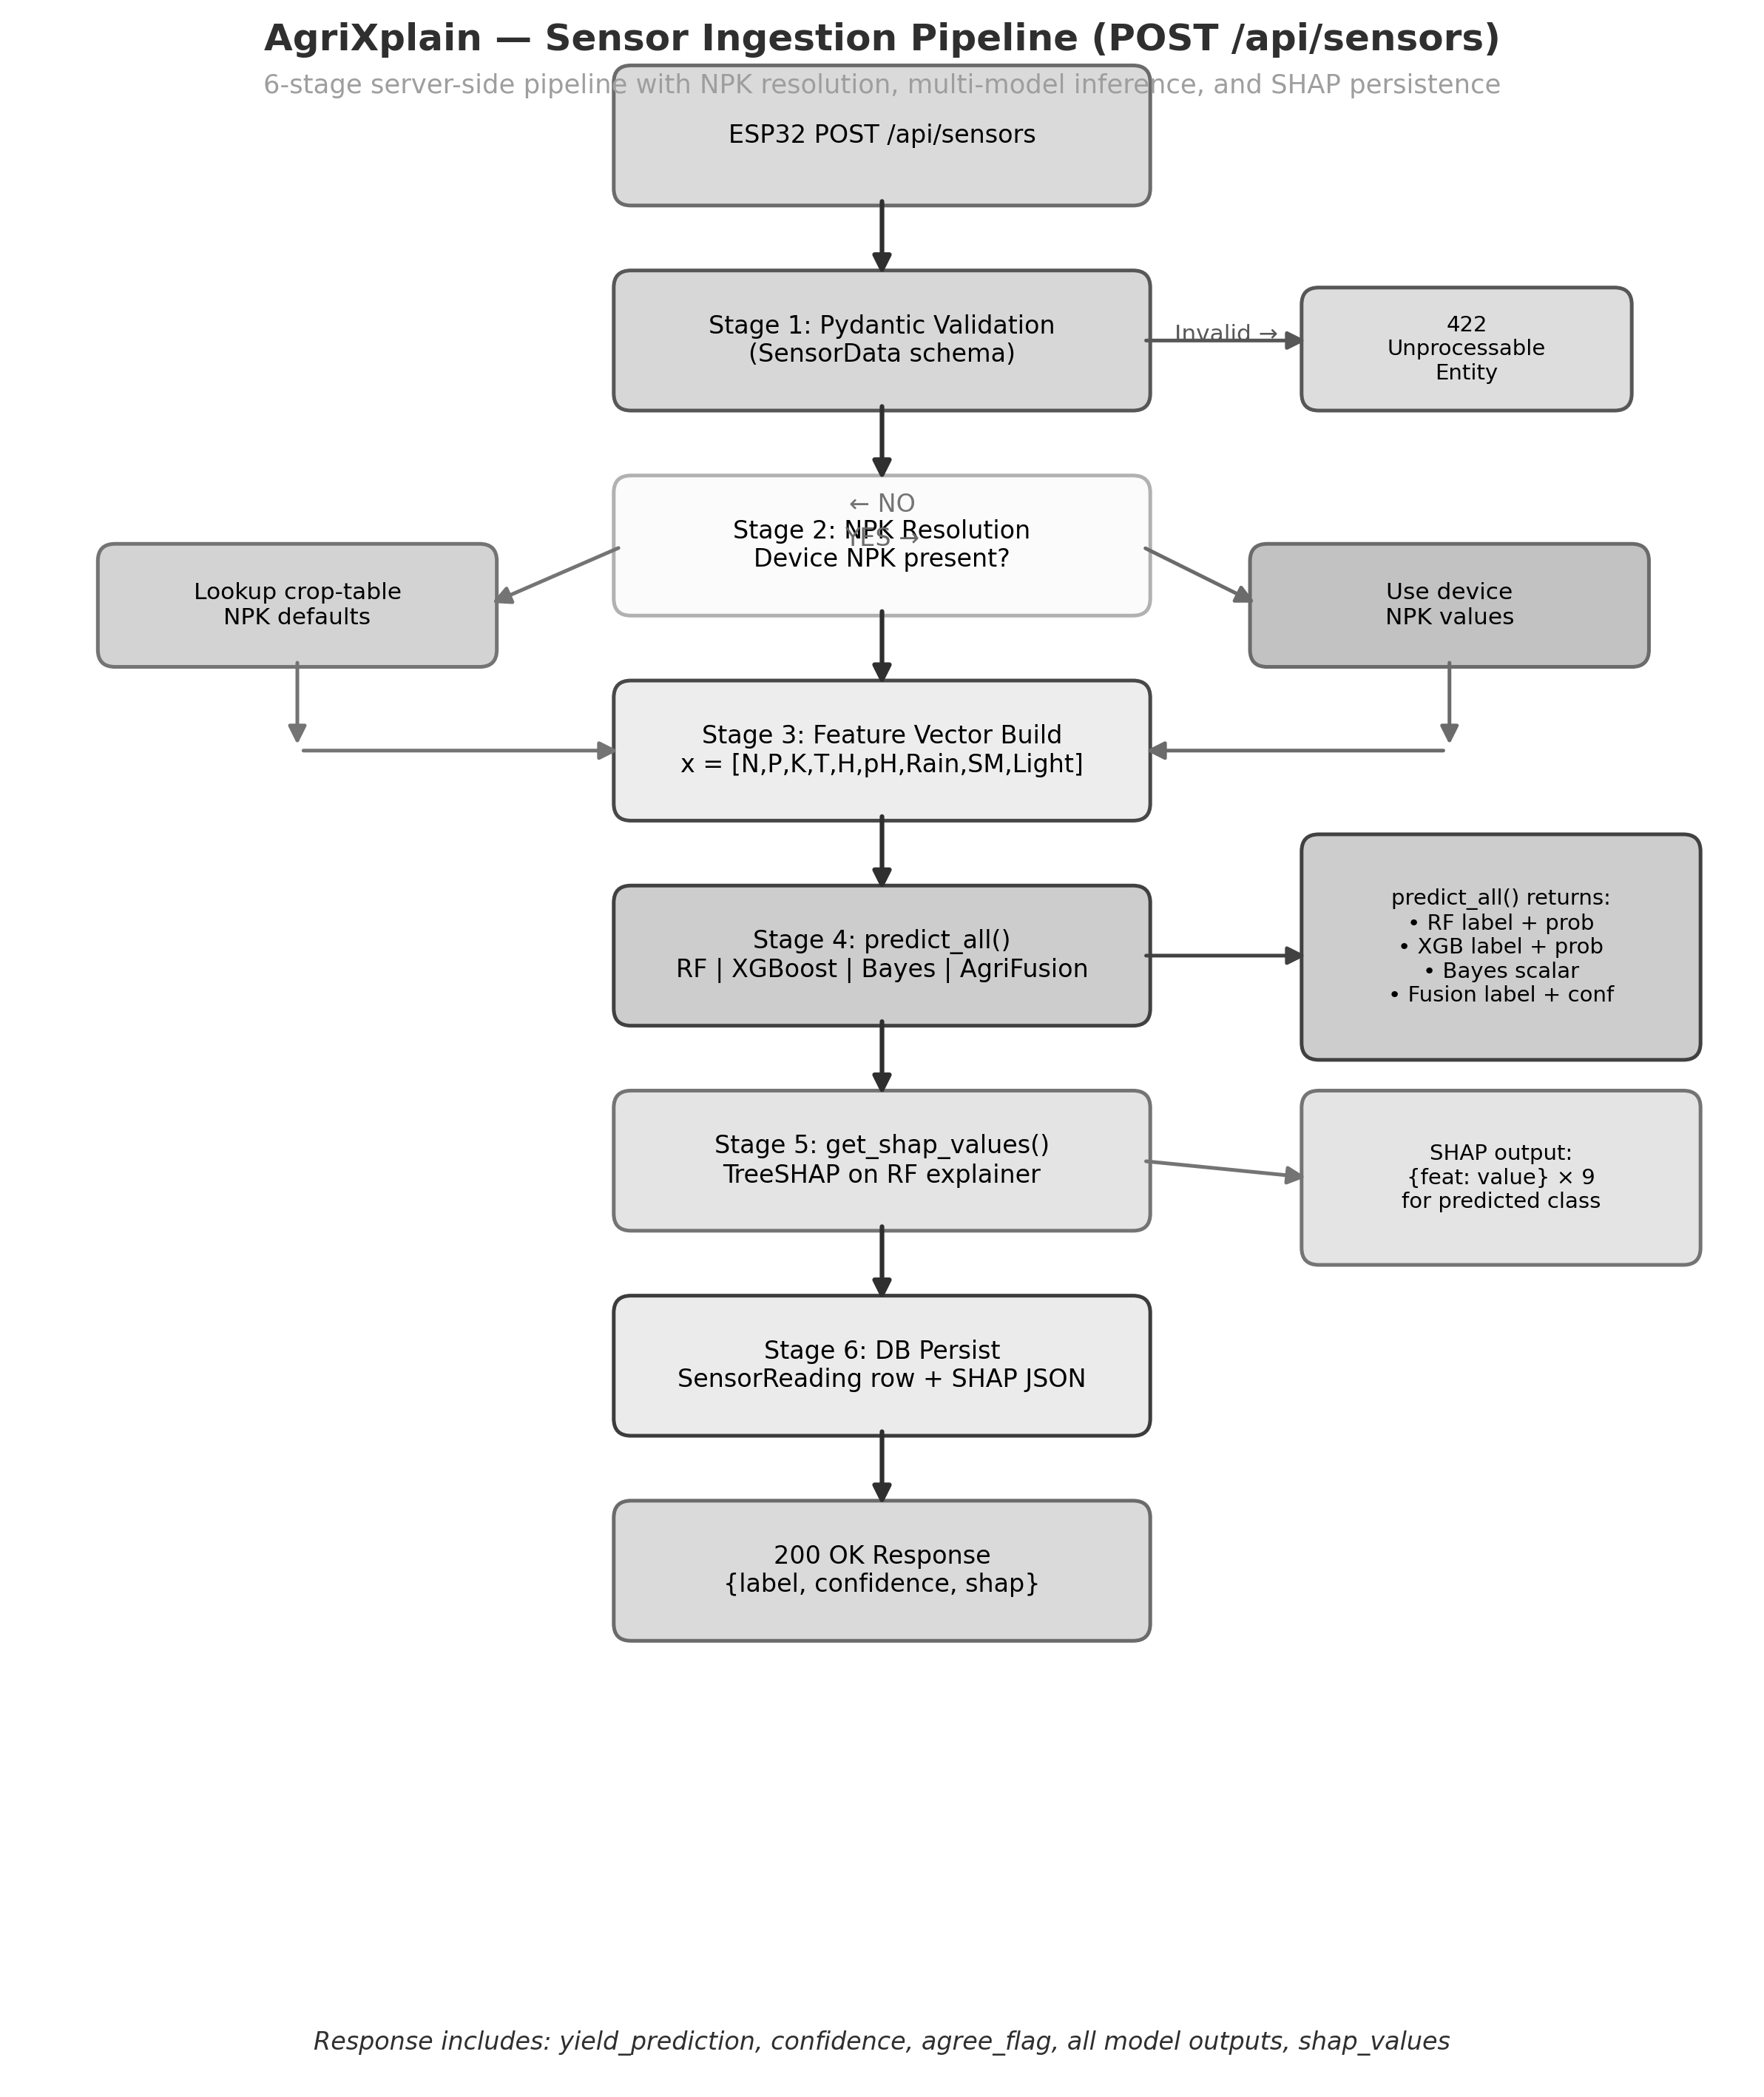 AgriXplain — Sensor Ingestion Pipeline (POST /api/sensors)
6-stage server-side pipeline with NPK resolution, multi-model inference, and SHAP persistence
ESP32 POST /api/sensors
Stage 1: Pydantic Validation
(SensorData schema)
Invalid →
422
Unprocessable
Entity
← NO
Stage 2: NPK Resolution
YES →
Device NPK present?
Lookup crop-table
NPK defaults
Use device
NPK values
Stage 3: Feature Vector Build
x = [N,P,K,T,H,pH,Rain,SM,Light]
Stage 4: predict_all()
RF | XGBoost | Bayes | AgriFusion
predict_all() returns:
• RF label + prob
• XGB label + prob
• Bayes scalar
• Fusion label + conf
Stage 5: get_shap_values()
TreeSHAP on RF explainer
SHAP output:
{feat: value} × 9
for predicted class
Stage 6: DB Persist
SensorReading row + SHAP JSON
200 OK Response
{label, confidence, shap}
Response includes: yield_prediction, confidence, agree_flag, all model outputs, shap_values